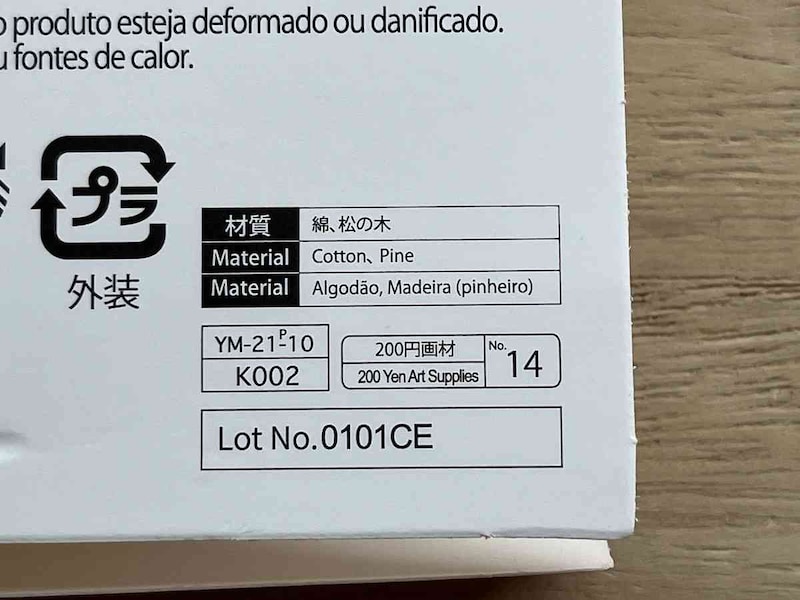 produto esteja deformado ou danificado.
fontes de calor.
プラ
外装
材質 綿、松の木
Material Cotton、Pine
Material Algodão, Madeira (pinheiro)
YM-21-10
P
K002
200円画材
200 Yen Art Supplies
No. 14
Lot No.0101CE